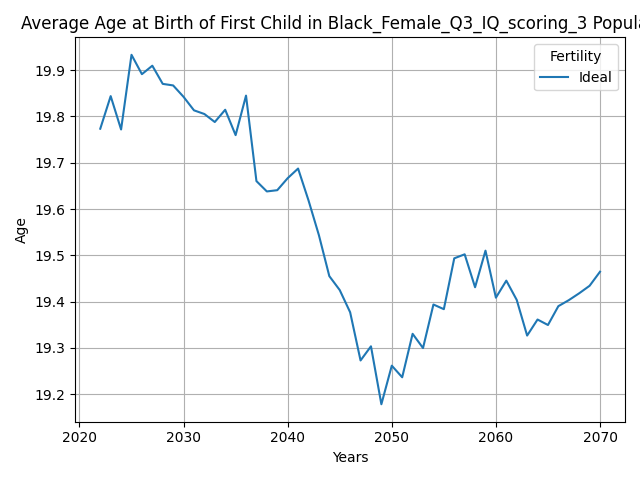 Average Age at Birth of First Child in Black_Female_Q3_IQ_scoring_3 Popula
Fertility
Ideal
19.9
19.8
19.7
19.6
19.5
19.4
19.3
19.2
Age
2020 2030 2040 2050 2060 2070
Years